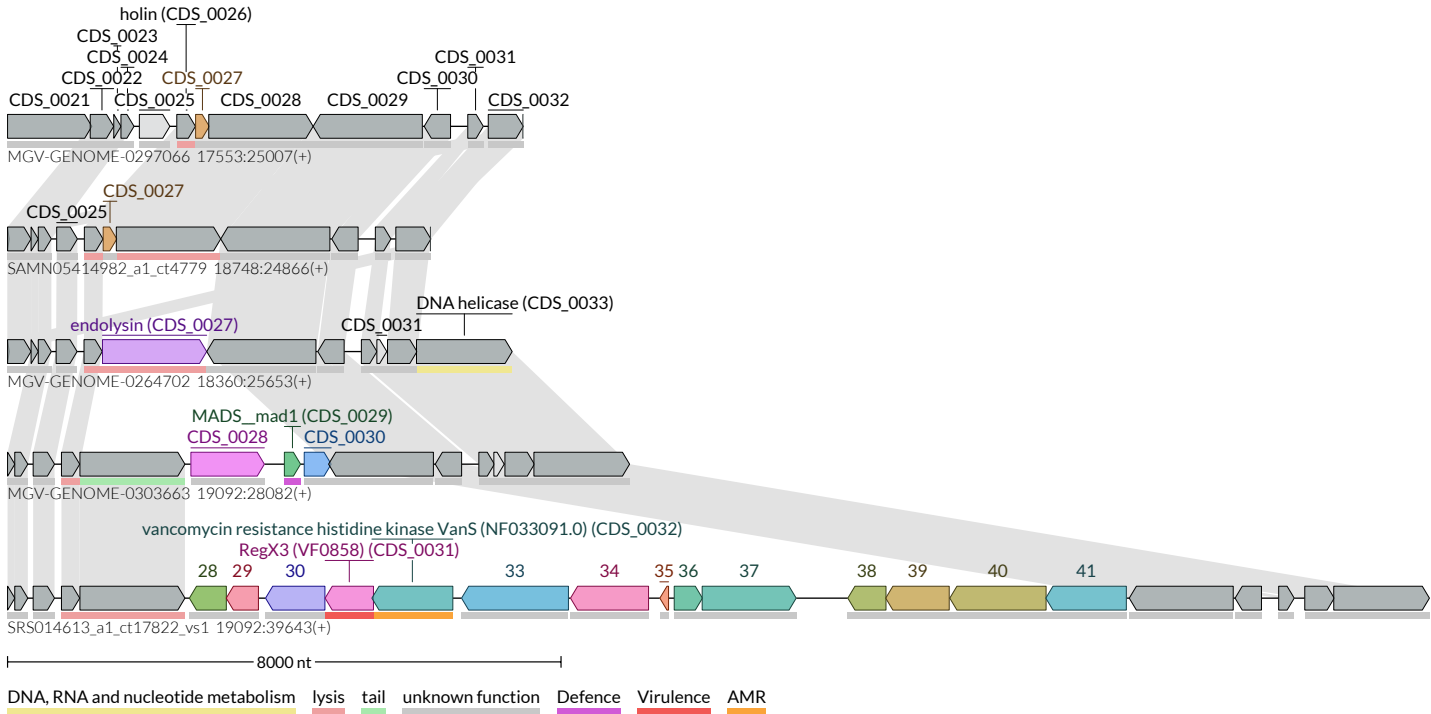 holin (CDS_0026)
CDS_0023
CDS_0024 CDS_0031
CDS_0022 CDS_0027 CDS_0030
CDS_0021 CDS_0025 CDS_0028 CDS_0029 CDS_0032
MGV-GENOME-0297066 17553:25007(+)
CDS_0027
CDS_0025
SAMN05414982_a1_ct4779 18748:24866(+)
DNA helicase (CDS_0033)
endolysin (CDS_0027) CDS_0031
MGV-GENOME-0264702 18360:25653(+)
MADS__mad1 (CDS_0029)
CDS_0028 CDS_0030
MGV-GENOME-0303663 19092:28082(+)
vancomycin resistance histidine kinase VanS (NF033091.0) (CDS_0032)
RegX3 (VF0858) (CDS_0031)
28 29 30 33 34 35 36 37 38 39 40 41
SRS014613_a1_ct17822_vs1 19092:39643(+)
8000 nt
DNA, RNA and nucleotide metabolism lysis tail unknown function Defence Virulence AMR